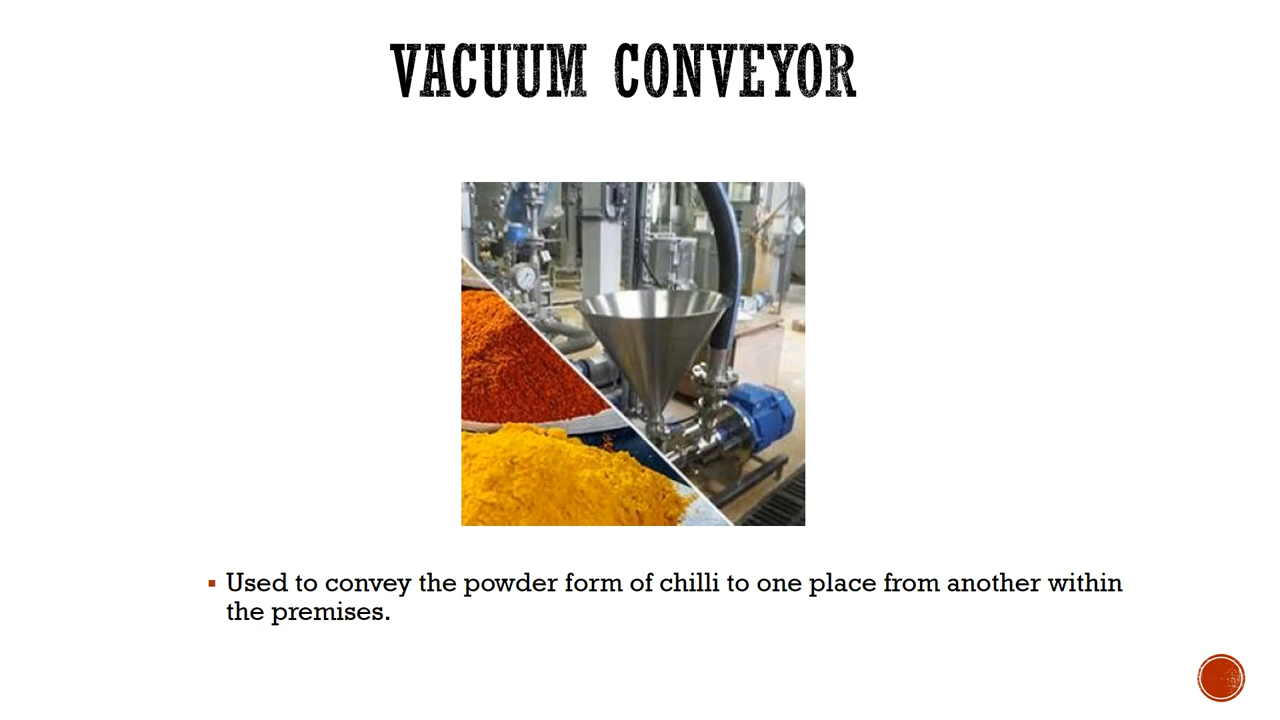 VACUUM CONVEYOR
Used to convey the powder form of chilli to one place from another within
the premises.